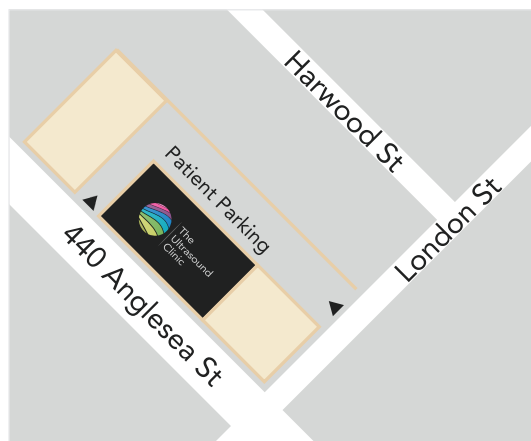 Harwood St
Patient Parking
London St
The
Ultrasound
Clinic
440 Anglesea St